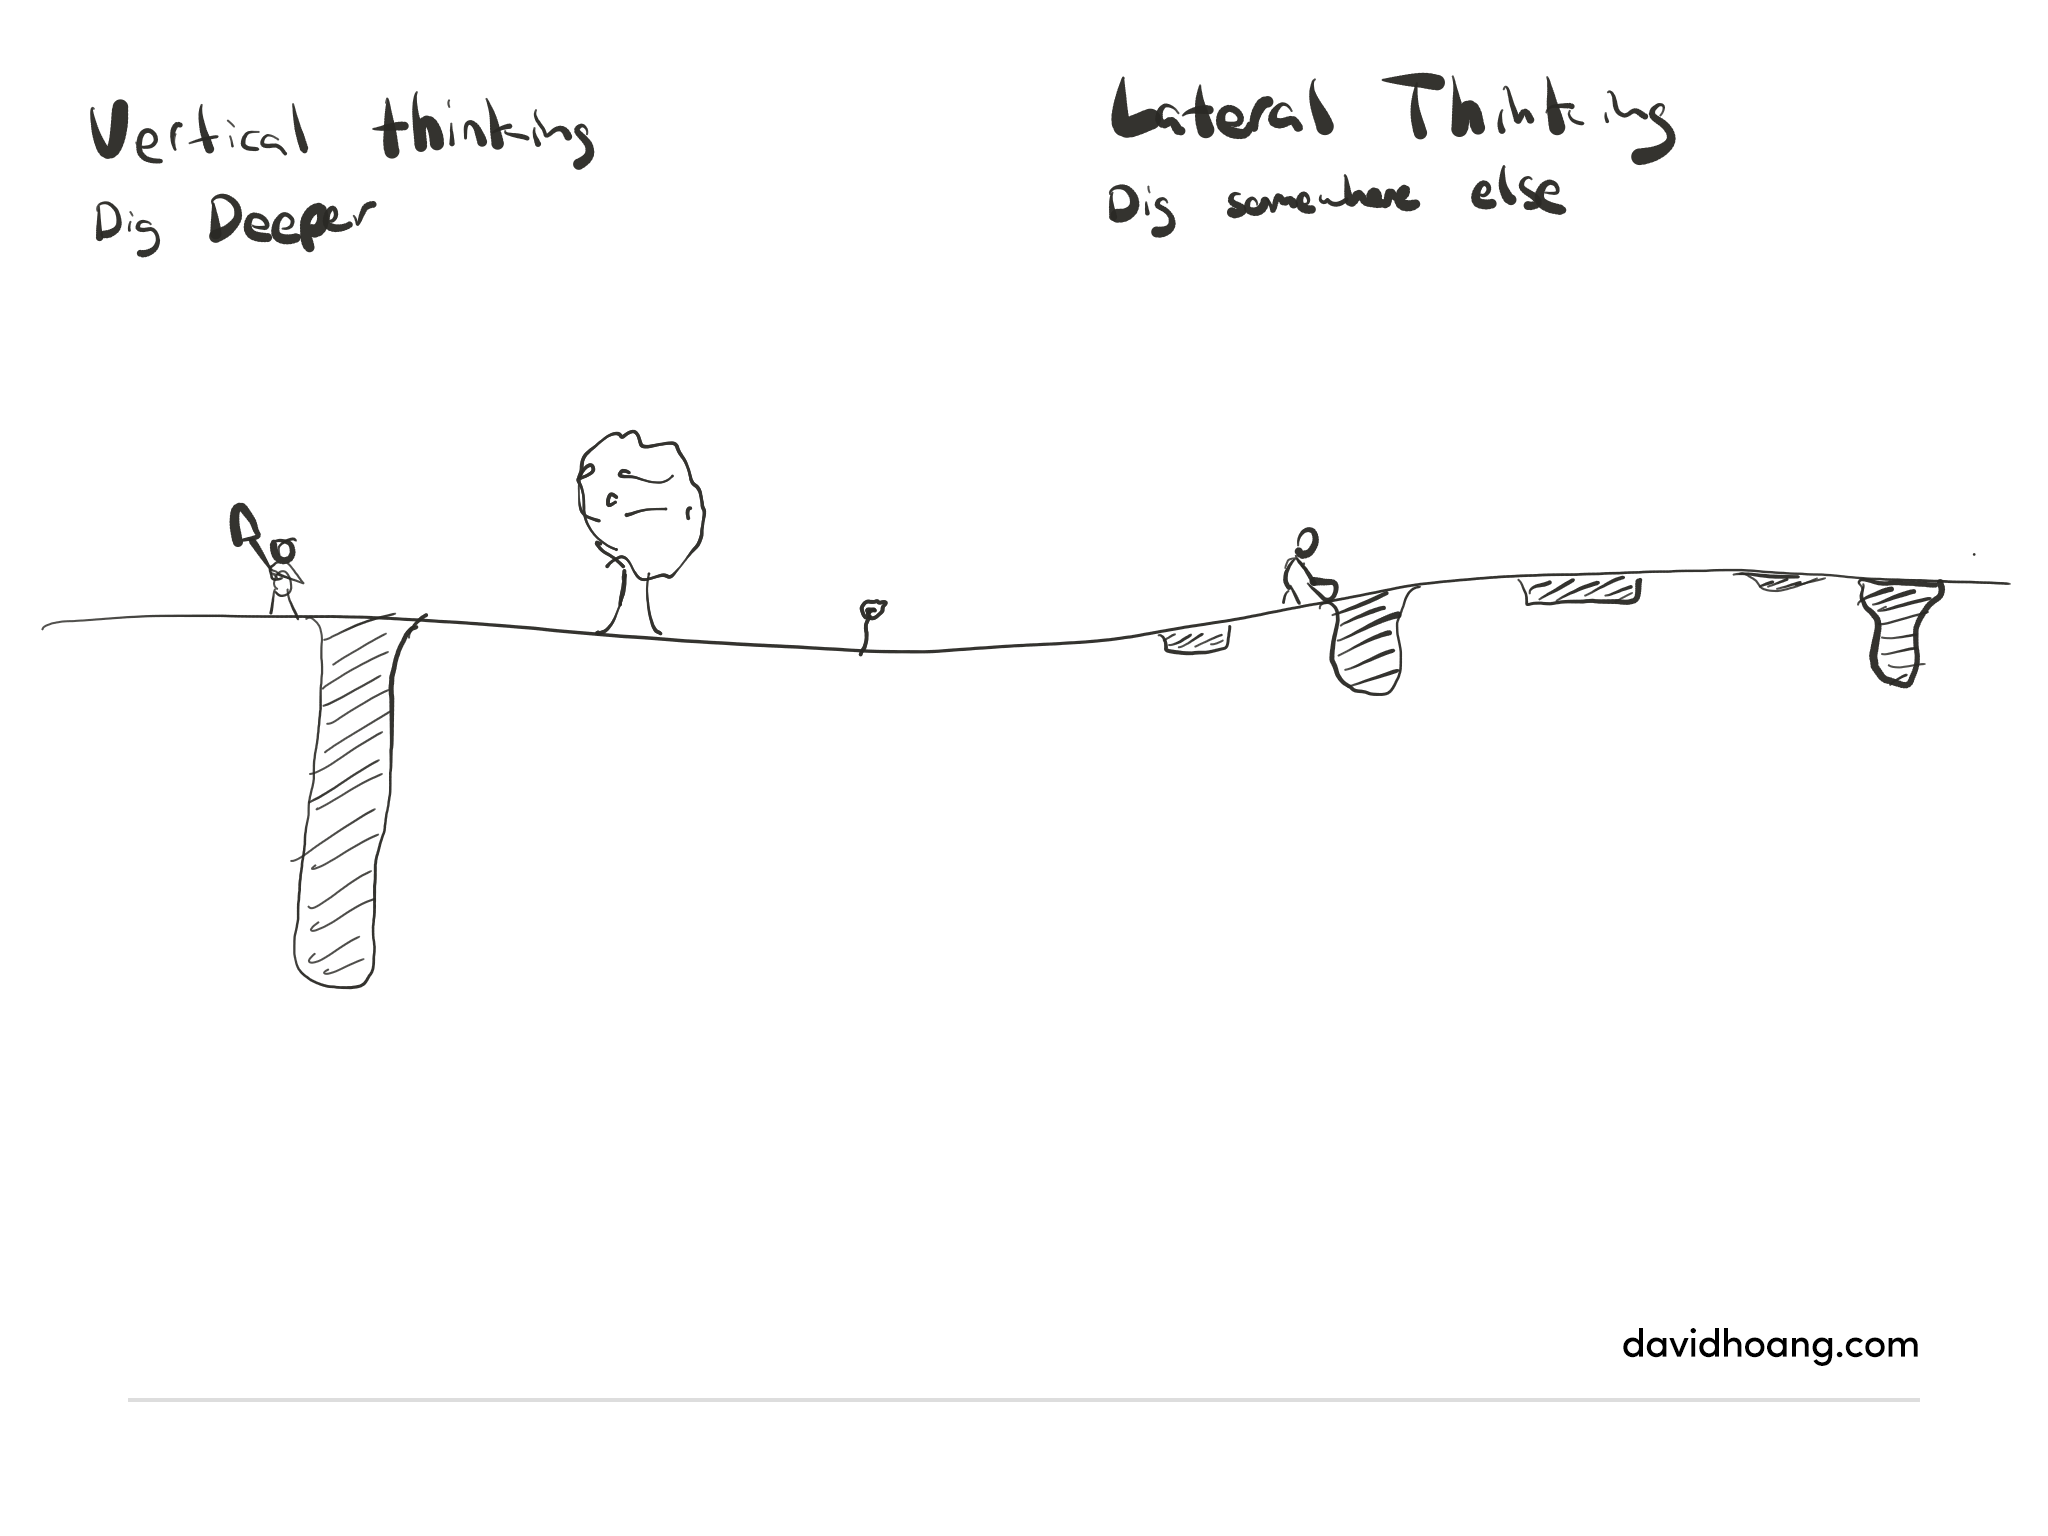 Vertical thinking
Dig Deeper
Lateral Thinking
Dig somewhere else
davidhoang.com